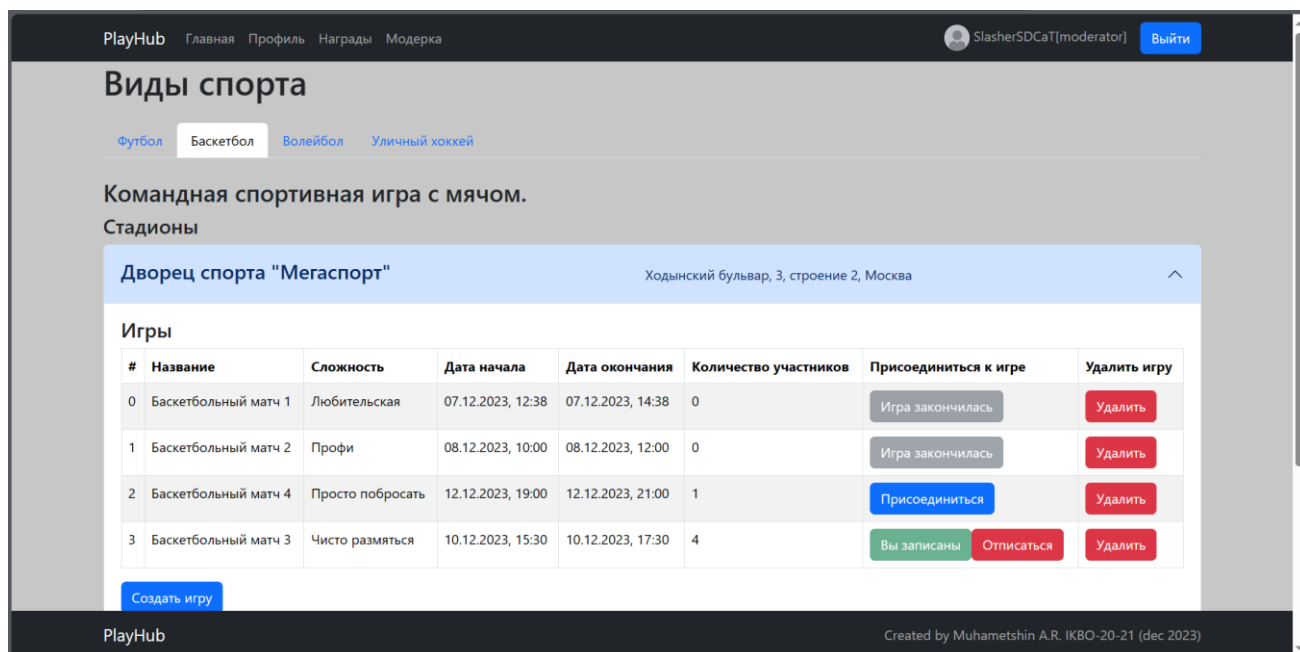 PlayHub Главная Профиль Награды Модерка SlasherSDCaT[moderator] Выйти
Виды спорта
Футбол Баскетбол Волейбол Уличный хоккей
Командная спортивная игра с мячом.
Стадионы
Дворец спорта "Мегаспорт" Ходынский бульвар, 3, строение 2, Москва
Игры
# Название Сложность Дата начала Дата окончания Количество участников Присоединиться к игре Удалить игру
0 Баскетбольный матч 1 Любительская 07.12.2023, 12:38 07.12.2023, 14:38 0 Игра закончилась Удалить
1 Баскетбольный матч 2 Профи 08.12.2023, 10:00 08.12.2023, 12:00 0 Игра закончилась Удалить
2 Баскетбольный матч 4 Просто побросать 12.12.2023, 19:00 12.12.2023, 21:00 1 Присоединиться Удалить
3 Баскетбольный матч 3 Чисто размяться 10.12.2023, 15:30 10.12.2023, 17:30 4 Вы записаны Отписаться Удалить
Создать игру
PlayHub Created by Muhametshin A.R. IKBO-20-21 (dec 2023)